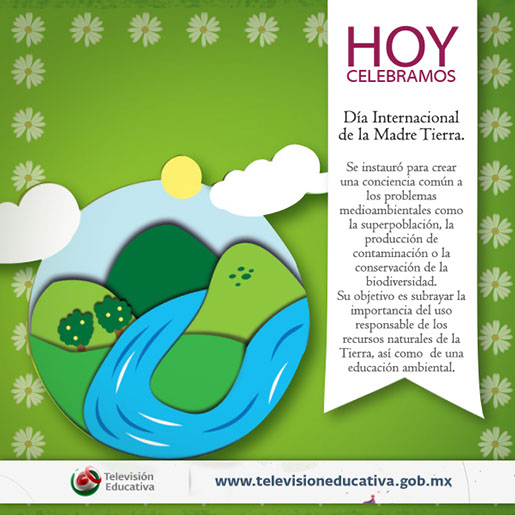 HOY
CELEBRAMOS
Día Internacional
de la Madre Tierra.
Se instauró para crear
una conciencia común a
los problemas
medioambientales como
la superpoblación, la
producción de
contaminación o la
conservación de la
biodiversidad.
Su objetivo es subrayar la
importancia del uso
responsable de los
recursos naturales de la
Tierra, así como de una
educación ambiental.
Televisión
Educativa
www.televisioneducativa.gob.mx